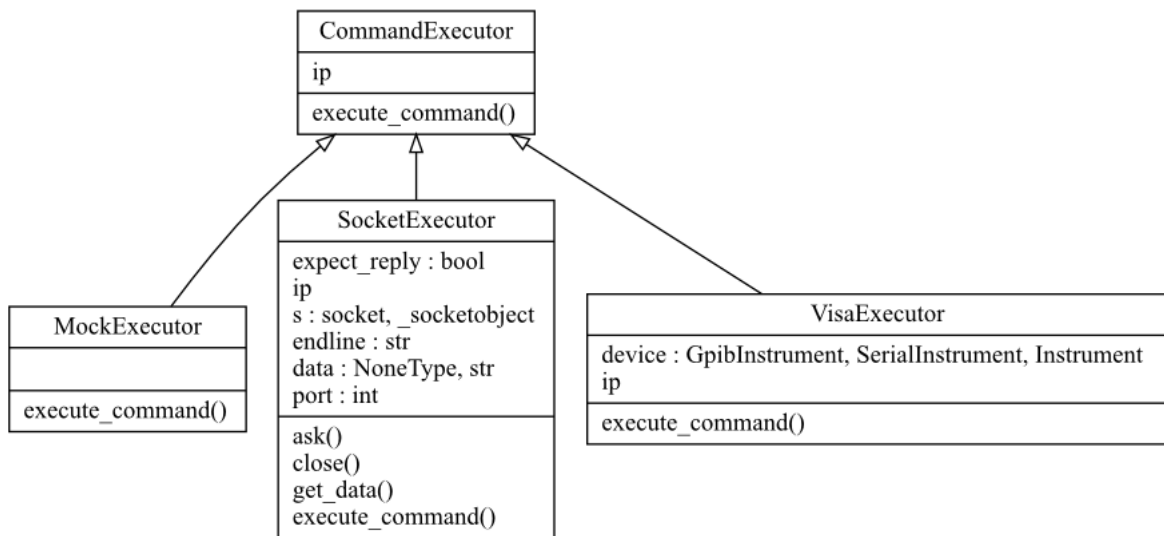 CommandExecutor
ip
execute_command()
MockExecutor
execute_command()
SocketExecutor
expect_reply : bool
ip
s : socket, _socketobject
endline : str
data : NoneType, str
port : int
ask()
close()
get_data()
execute_command()
VisaExecutor
device : GpibInstrument, SerialInstrument, Instrument
ip
execute_command()